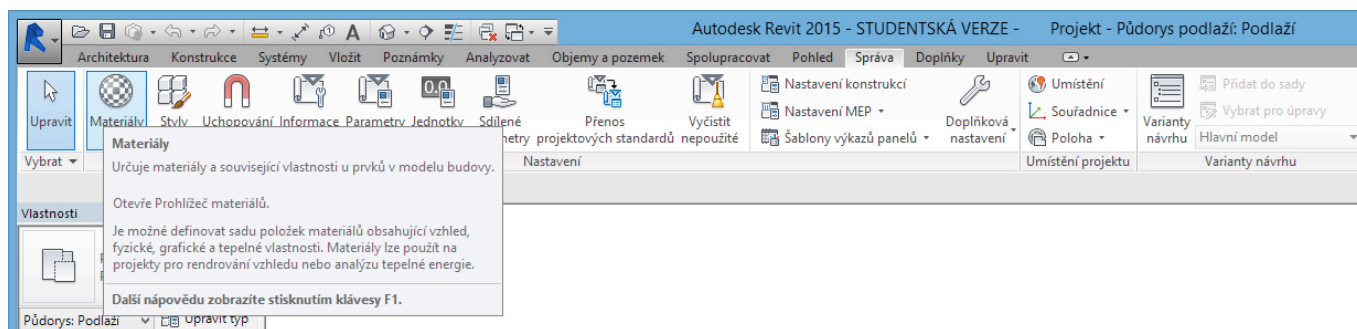 Autodesk Revit 2015 - STUDENTSKÁ VERZE - Projekt - Půdorys podlaží: Podlaží
Architektura Konstrukce Systémy Vložit Poznámky Analyzovat Objemy a pozemek Spolupracovat Pohled Správa Doplňky Upravit
Upravit Materiály Styly Uchopování Informace Parametry Jednotky Sdílené
Přenos
projektových standardů
Vyčistit
nepoužité
Nastavení konstrukcí
Nastavení MEP
Šablony výkazů panelů
Doplňková
nastavení
Umístění
Souřadnice
Poloha
Varianty
návrhu
Přidat do sady
Vybrat pro úpravy
Hlavní model
Vybrat
Nastavení
Umístění projektu
Varianty návrhu
Materiály
Určuje materiály a související vlastnosti u prvků v modelu budovy.
Otevře Prohlížeč materiálů.
Je možné definovat sadu položek materiálů obsahující vzhled,
fyzické, grafické a tepelné vlastnosti. Materiály lze použít na
projekty pro rendrování vzhledu nebo analýzu tepelné energie.
Další nápovědu zobrazíte stisknutím klávesy F1.
Vlastnosti
Půdorys: Podlaží
Upravit typ